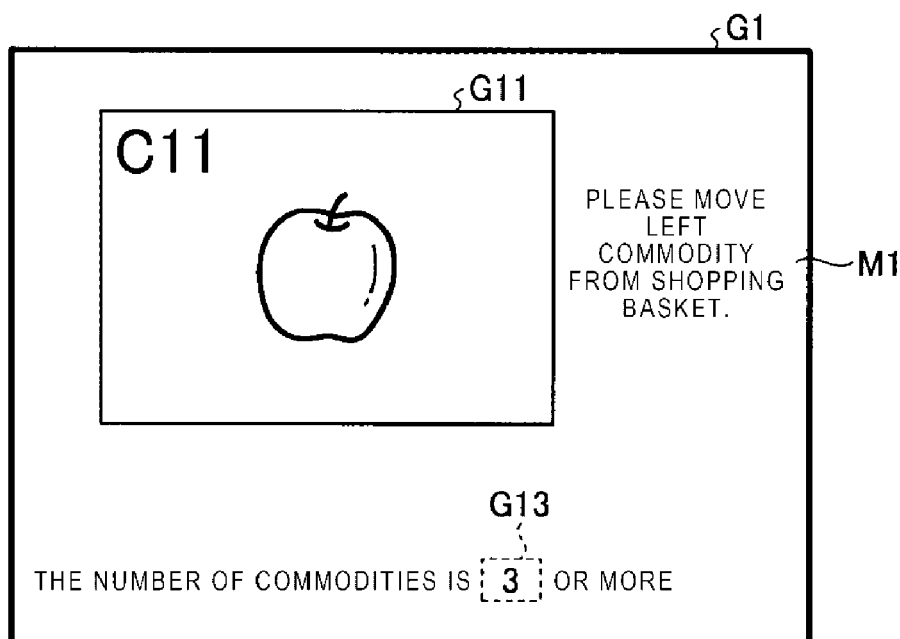 G1
G11
C11
PLEASE MOVE
LEFT
COMMODITY
FROM SHOPPING
BASKET.
M1
G13
THE NUMBER OF COMMODITIES IS 3 OR MORE